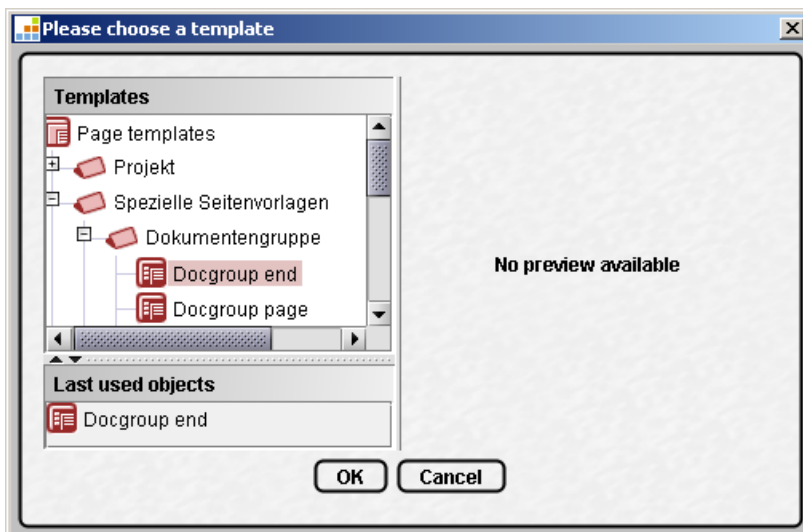 Please choose a template
Templates
Page templates
Projekt
Spezielle Seitenvorlagen
Dokumentengruppe
Docgroup end
Docgroup page
No preview available
Last used objects
Docgroup end
OK
Cancel